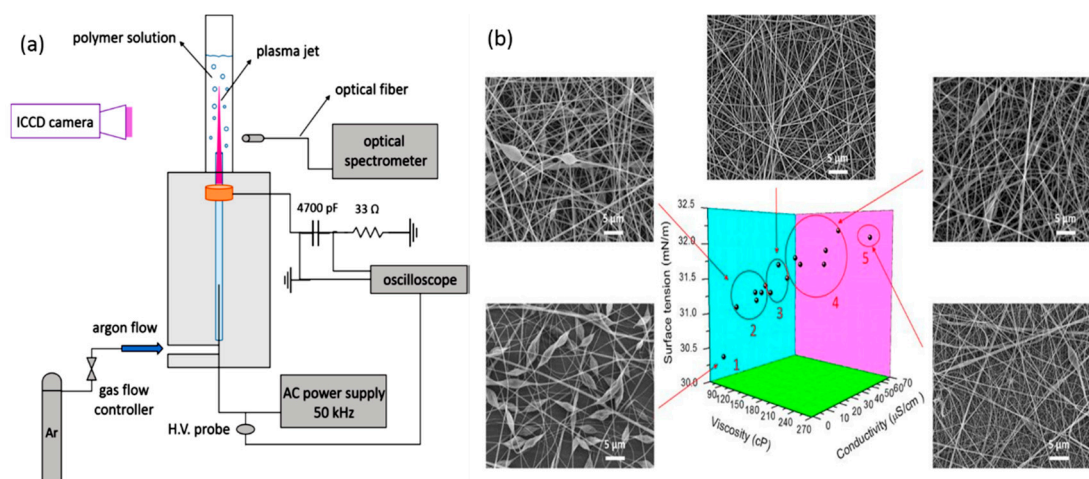 (a)
polymer solution
plasma jet
optical fiber
ICCD camera
optical
spectrometer
4700 pF
33 Ω
oscilloscope
argon flow
gas flow
controller
AC power supply
50 kHz
H.V. probe
Ar
(b)
5 µm
5 µm
5 µm
5 µm
5 µm
Surface tension (mN/m)
32.5
32.0
31.5
31.0
30.5
30.0
1
2
3
4
5
90
120
150
180
210
240
270
Viscosity (cP)
0
10
20
30
40
50
60
70
Conductivity (µS/cm)